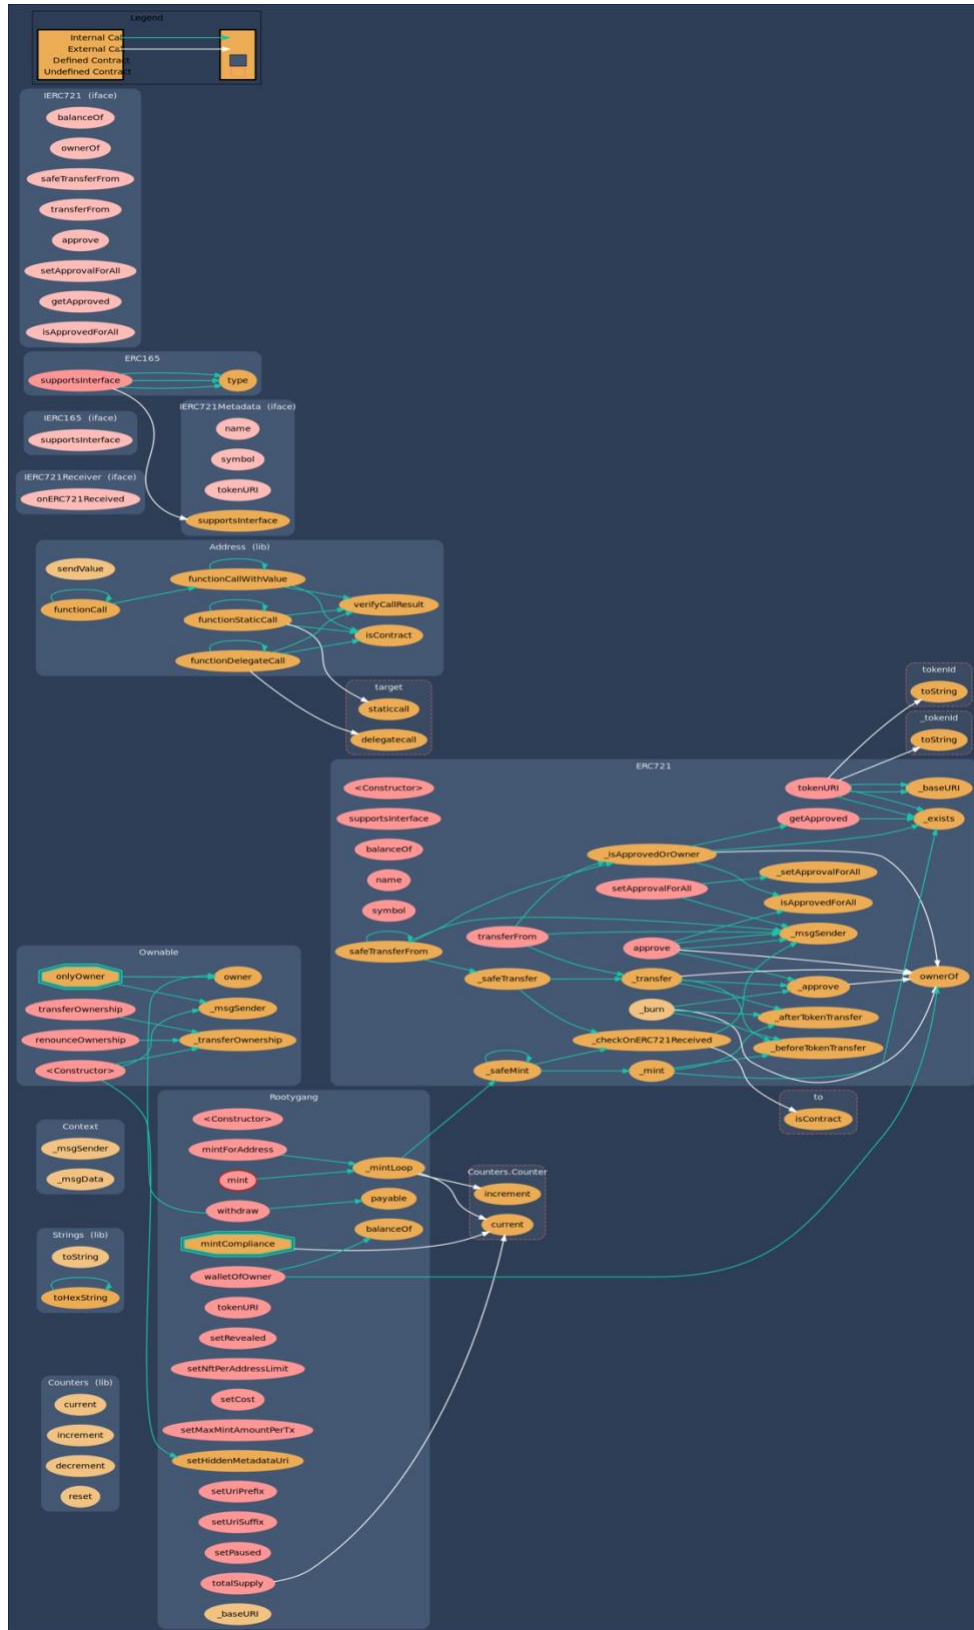 Legend
Internal Call
External Call
Defined Contract
Undefined Contract
IERC721 (iface)
balanceOf
ownerOf
safeTransferFrom
transferFrom
approve
setApprovalForAll
getApproved
isApprovedForAll
ERC165
supportsInterface
type
IERC165 (iface)
supportsInterface
IERC721Metadata (iface)
name
symbol
tokenURI
supportsInterface
IERC721Receiver (iface)
onERC721Received
Address (lib)
sendValue
functionCall
functionCallWithValue
functionStaticCall
functionDelegateCall
verifyCallResult
isContract
target
staticcall
delegatecall
tokenId
toString
_tokenId
toString
ERC721
<Constructor>
supportsInterface
balanceOf
name
symbol
safeTransferFrom
transferFrom
_safeTransfer
_safeMint
_isApprovedOrOwner
setApprovalForAll
approve
_transfer
_burn
_checkOnERC721Received
_mint
tokenURI
getApproved
_setApprovalForAll
isApprovedForAll
_msgSender
_approve
_afterTokenTransfer
_beforeTokenTransfer
_baseURI
_exists
ownerOf
Ownable
onlyOwner
transferOwnership
renounceOwnership
<Constructor>
owner
_msgSender
_transferOwnership
to
isContract
Rootygang
<Constructor>
mintForAddress
mint
withdraw
mintCompliance
walletOfOwner
tokenURI
setRevealed
setNftPerAddressLimit
setCost
setMaxMintAmountPerTx
setHiddenMetadataUri
setUriPrefix
setUriSuffix
setPaused
totalSupply
_baseURI
_mintLoop
payable
balanceOf
Counters.Counter
increment
current
Context
_msgSender
_msgData
Strings (lib)
toString
toHexString
Counters (lib)
current
increment
decrement
reset